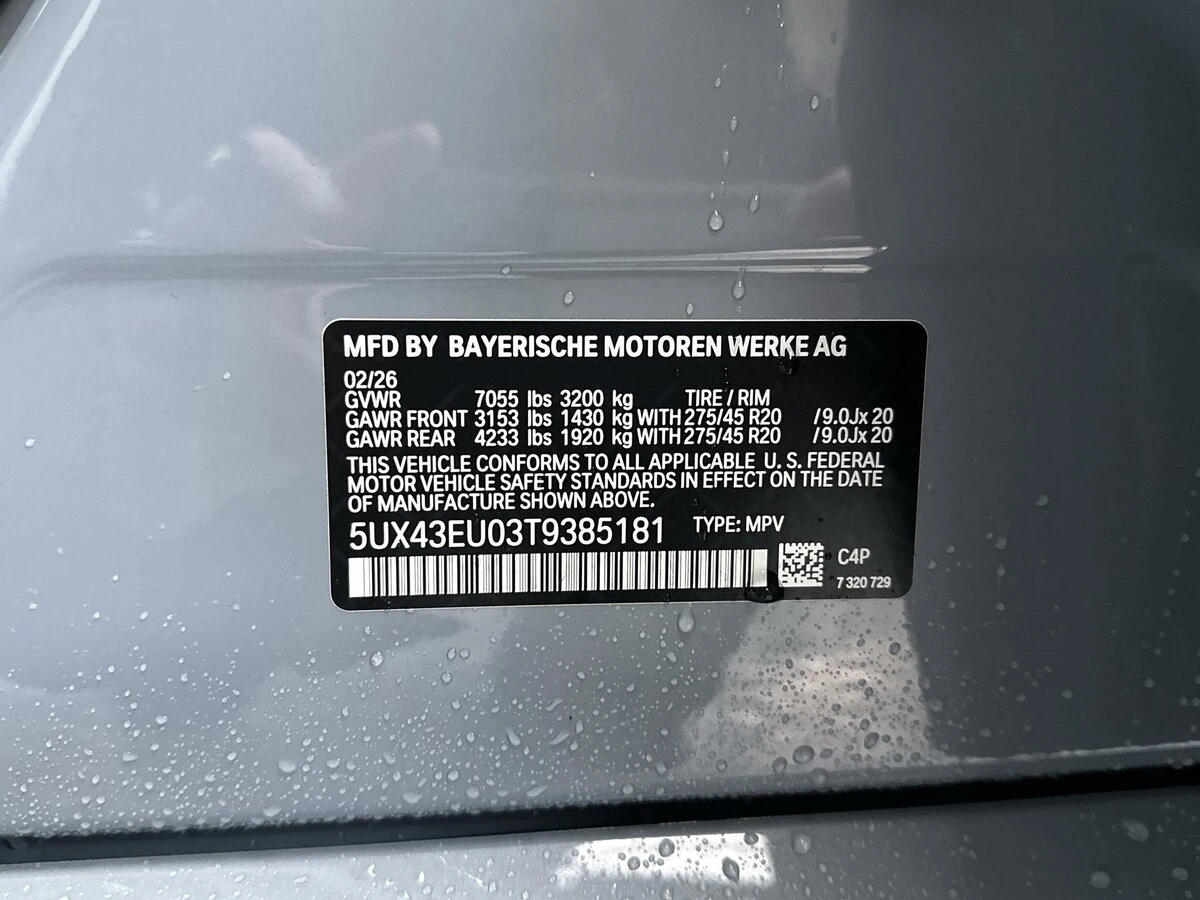 MFD BY BAYERISCHE MOTOREN WERKE AG
02/26
GVWR 7055 lbs 3200 kg TIRE / RIM
GAWR FRONT 3153 lbs 1430 kg WITH 275/45 R20 /9.0Jx 20
GAWR REAR 4233 lbs 1920 kg WITH 275/45 R20 /9.0Jx 20
THIS VEHICLE CONFORMS TO ALL APPLICABLE U. S. FEDERAL
MOTOR VEHICLE SAFETY STANDARDS IN EFFECT ON THE DATE
OF MANUFACTURE SHOWN ABOVE.
5UX43EU03T9385181 TYPE: MPV
C4P
7 320 729